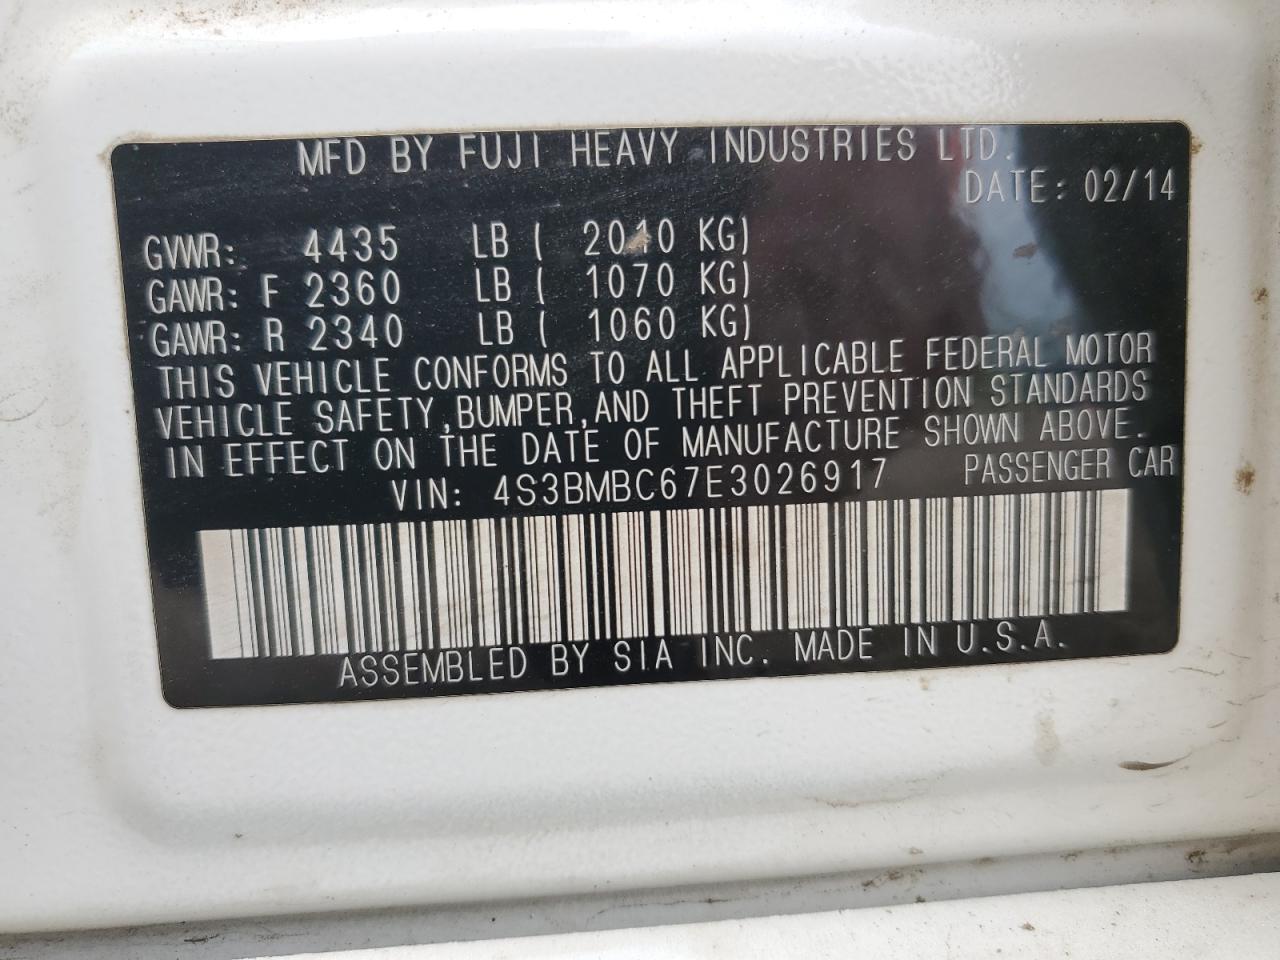 MFD BY FUJI HEAVY INDUSTRIES LTD.
DATE: 02/14
GVWR: 4435 LB ( 2010 KG)
GAWR: F 2360 LB ( 1070 KG)
GAWR: R 2340 LB ( 1060 KG)
THIS VEHICLE CONFORMS TO ALL APPLICABLE FEDERAL MOTOR
VEHICLE SAFETY,BUMPER,AND THEFT PREVENTION STANDARDS
IN EFFECT ON THE DATE OF MANUFACTURE SHOWN ABOVE.
VIN: 4S3BMBC67E3026917 PASSENGER CAR
ASSEMBLED BY SIA INC. MADE IN U.S.A.